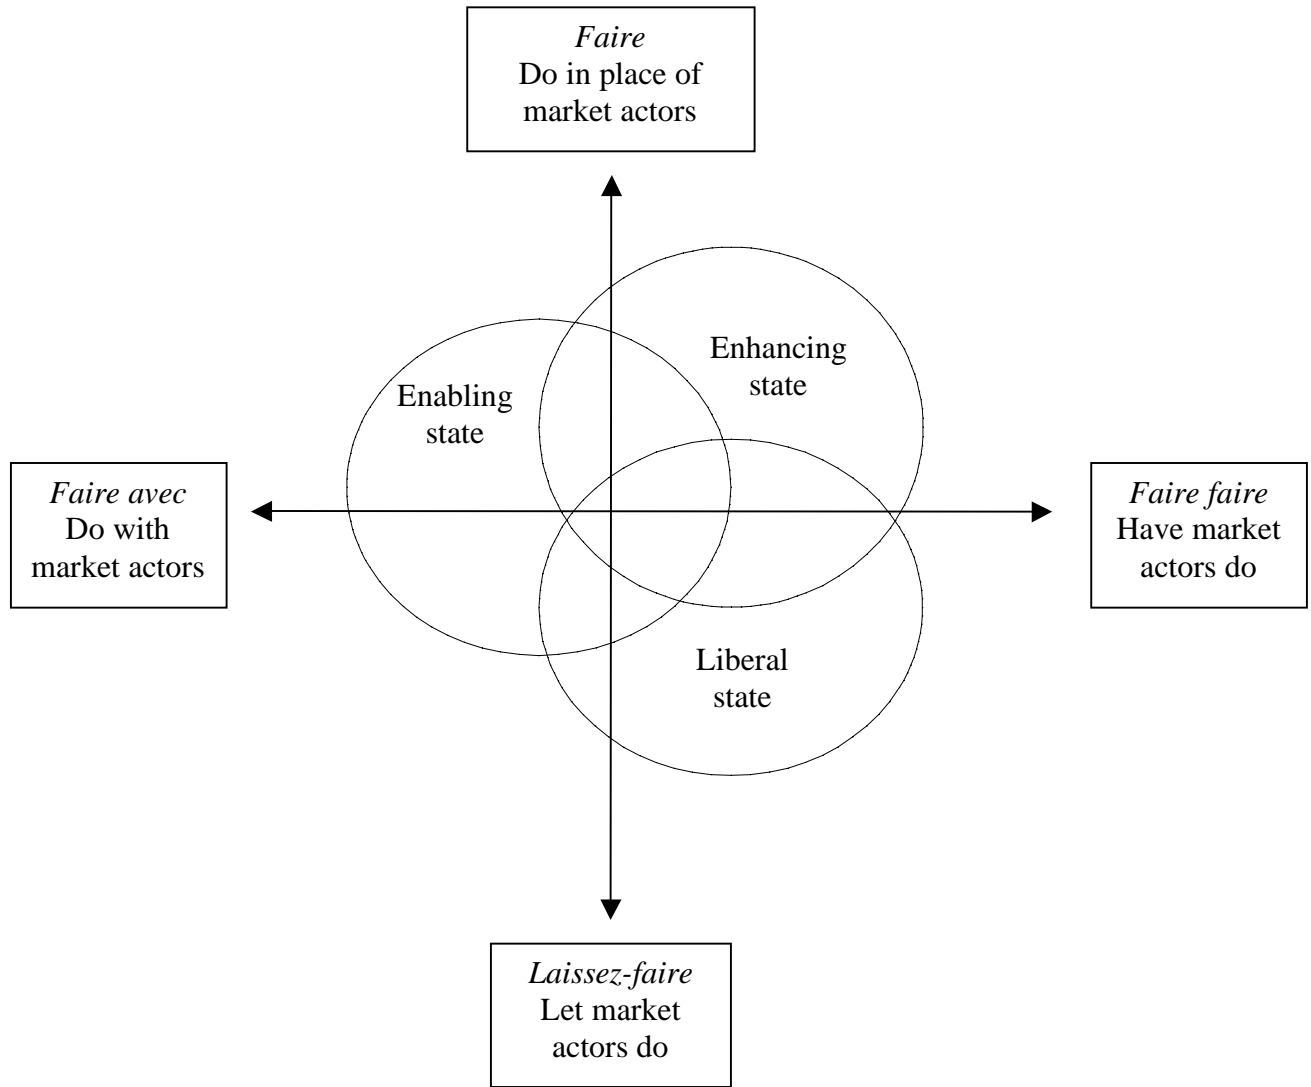 Faire
Do in place of
market actors
Enhancing
state
Enabling
state
Faire avec
Do with
market actors
Faire faire
Have market
actors do
Liberal
state
Laissez-faire
Let market
actors do